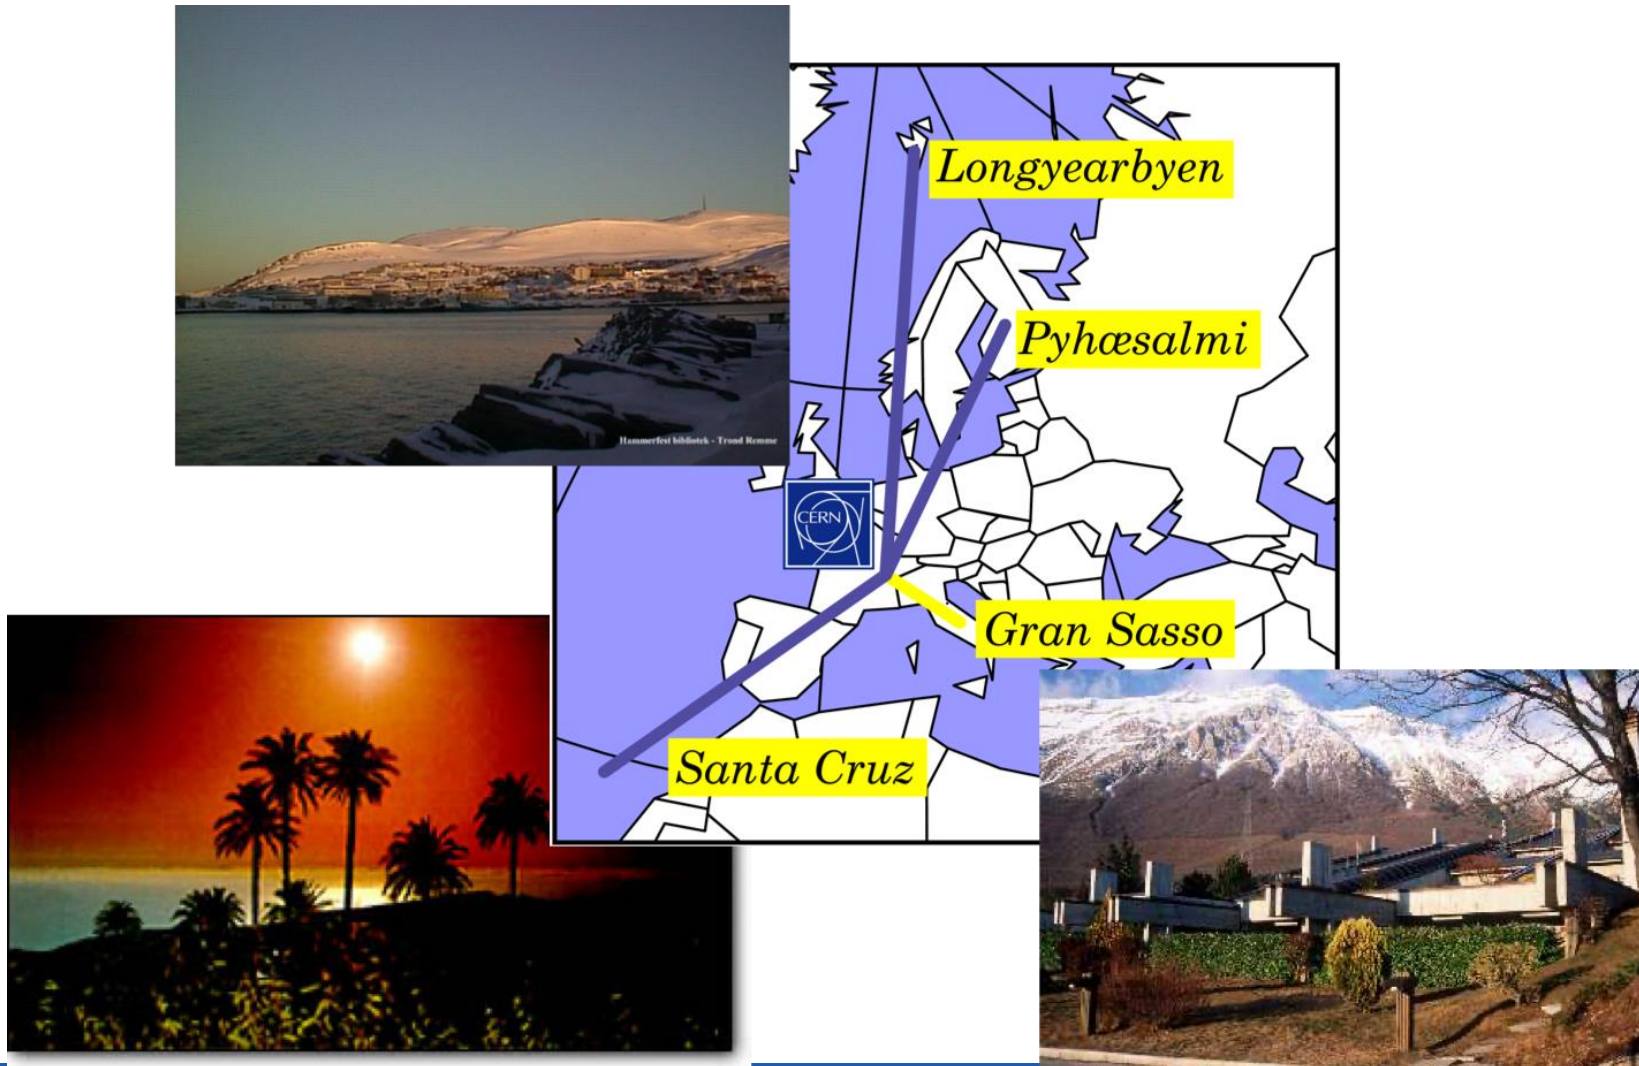 Longyearbyen
Pyhæsalmi
Hammerfest bibliotek - Trond Remme
CERN
Gran Sasso
Santa Cruz